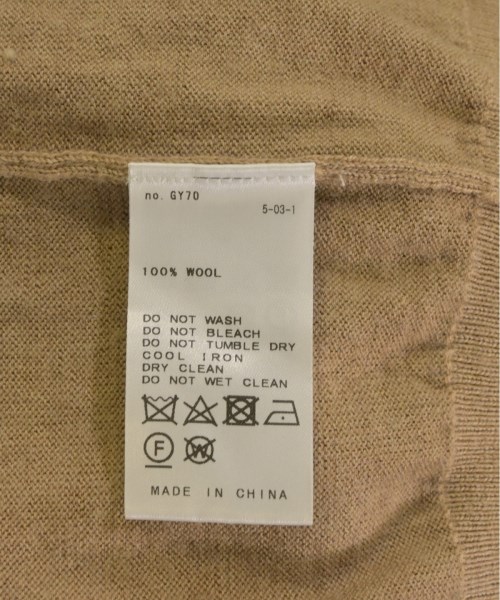 no. GY70
5-03-1
100% WOOL
DO NOT WASH
DO NOT BLEACH
DO NOT TUMBLE DRY
COOL IRON
DRY CLEAN
DO NOT WET CLEAN
F W
MADE IN CHINA